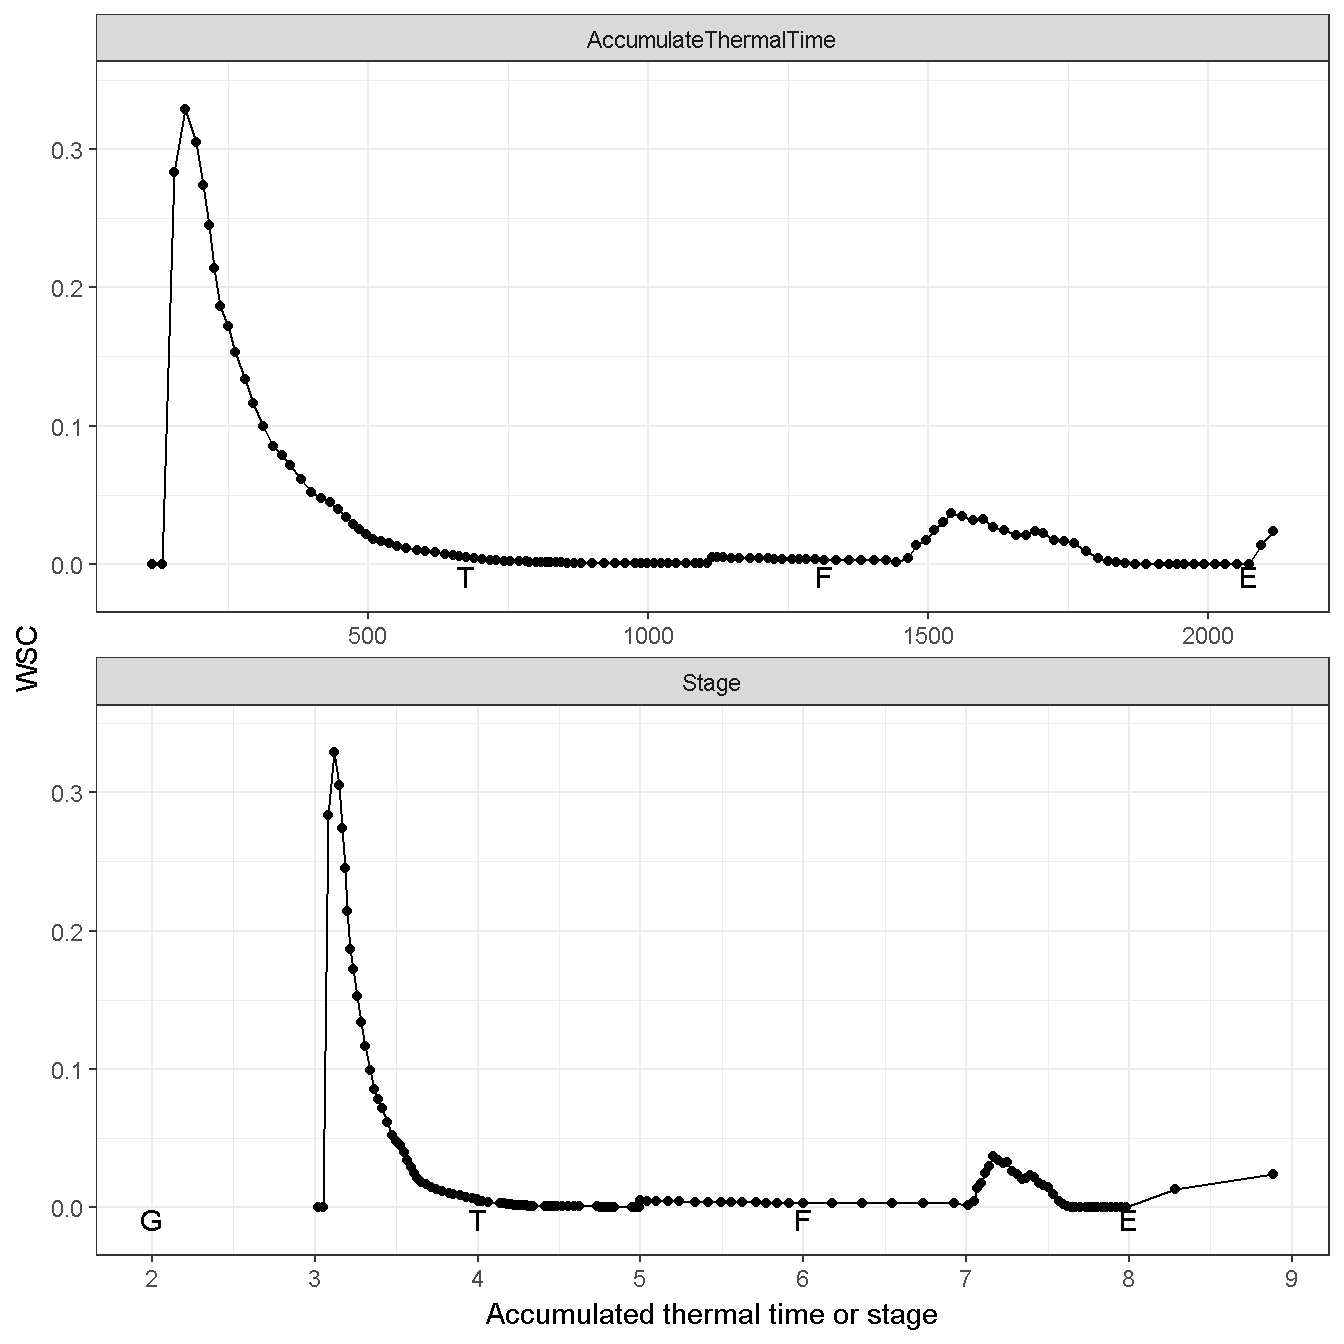 AccumulateThermalTime
0.3
0.2
0.1
0.0
T F E
500 1000 1500 2000
WSC
Stage
0.3
0.2
0.1
0.0
G T F E
2 3 4 5 6 7 8 9
Accumulated thermal time or stage